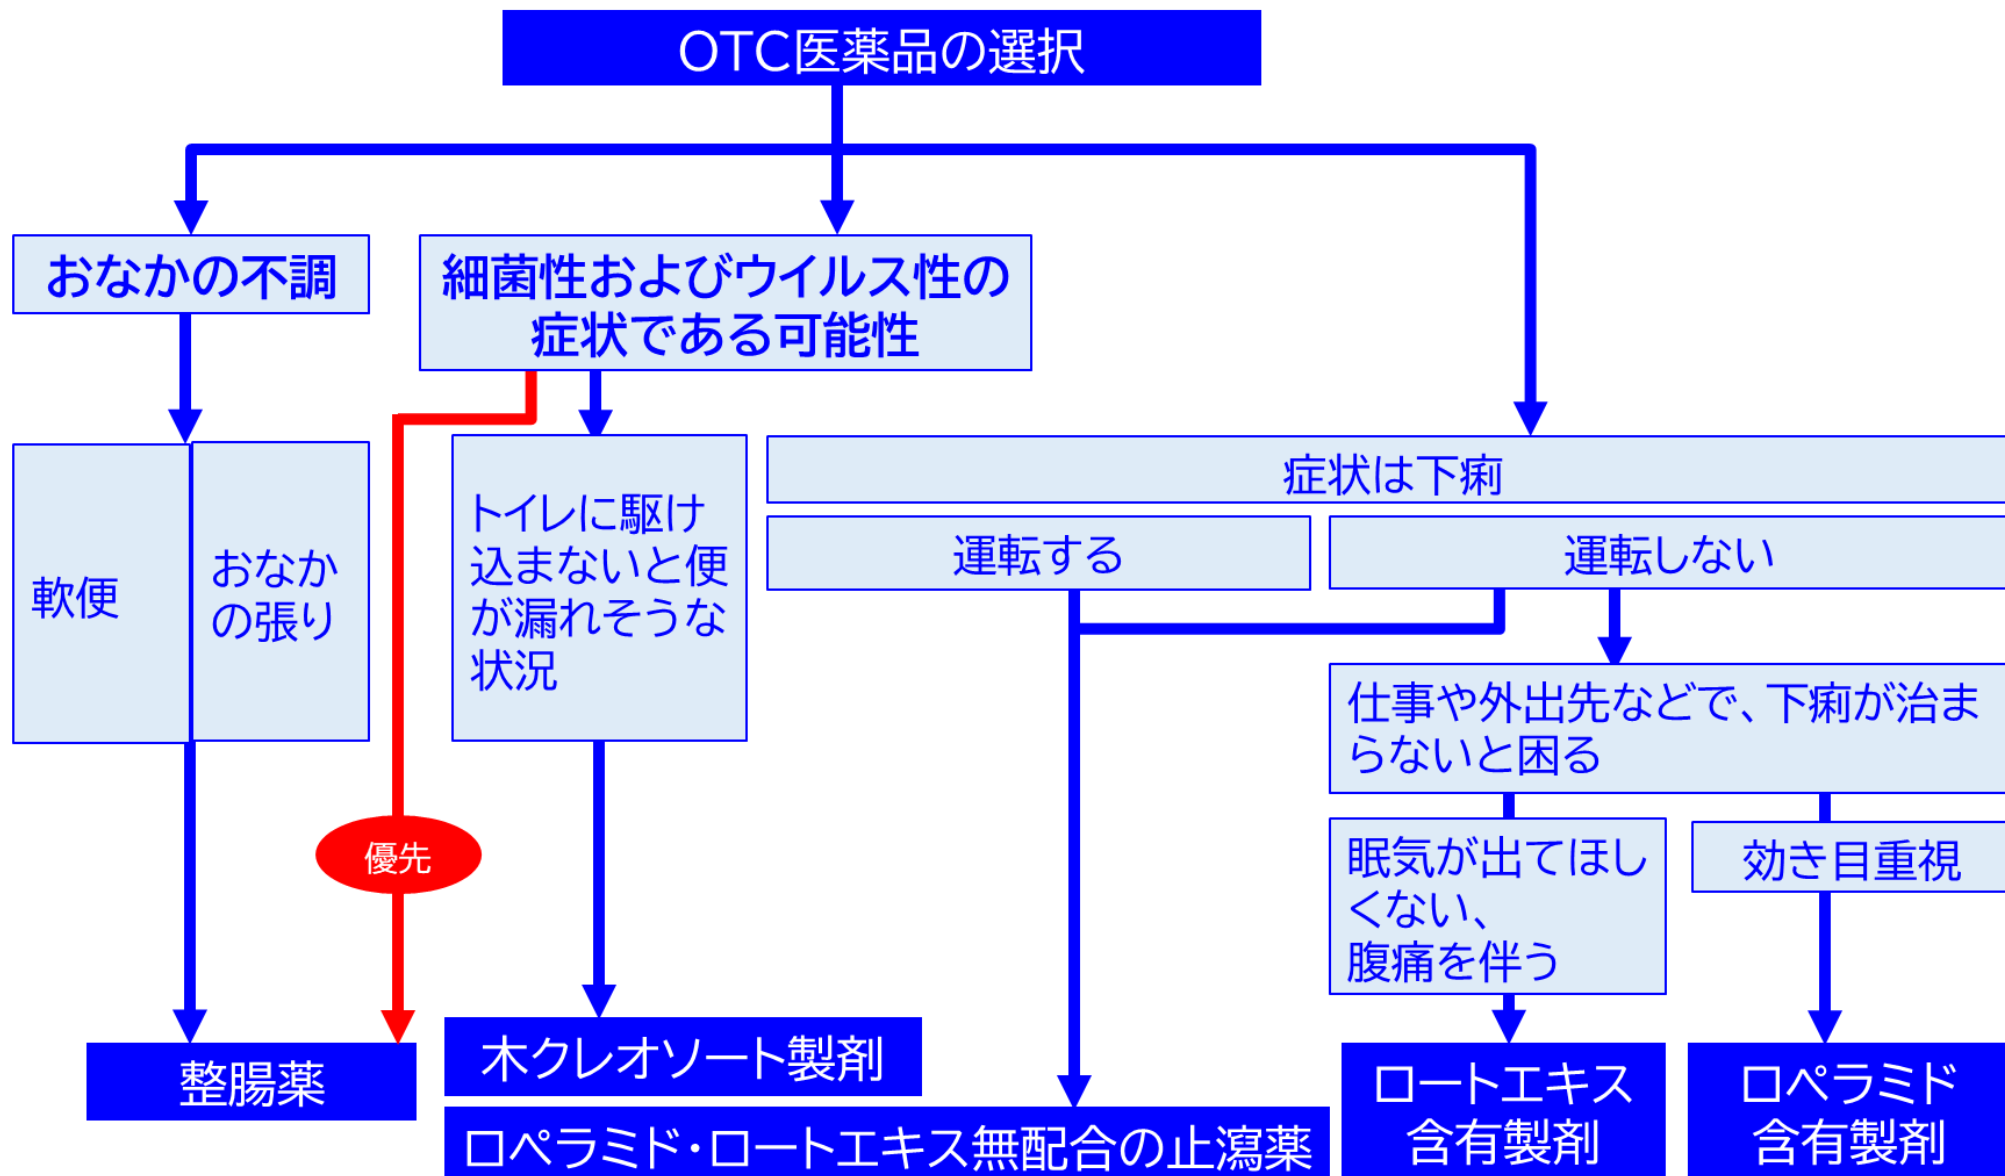 OTC医薬品の選択
おなかの不調
細菌性およびウイルス性の
症状である可能性
軟便
おなか
の張り
トイレに駆け
込まないと便
が漏れそうな
状況
症状は下痢
運転する
運転しない
仕事や外出先などで、下痢が治ま
らないと困る
優先
眠気が出てほし
くない、
腹痛を伴う
効き目重視
整腸薬
木クレオソート製剤
ロペラミド・ロートエキス無配合の止瀉薬
ロートエキス
含有製剤
ロペラミド
含有製剤